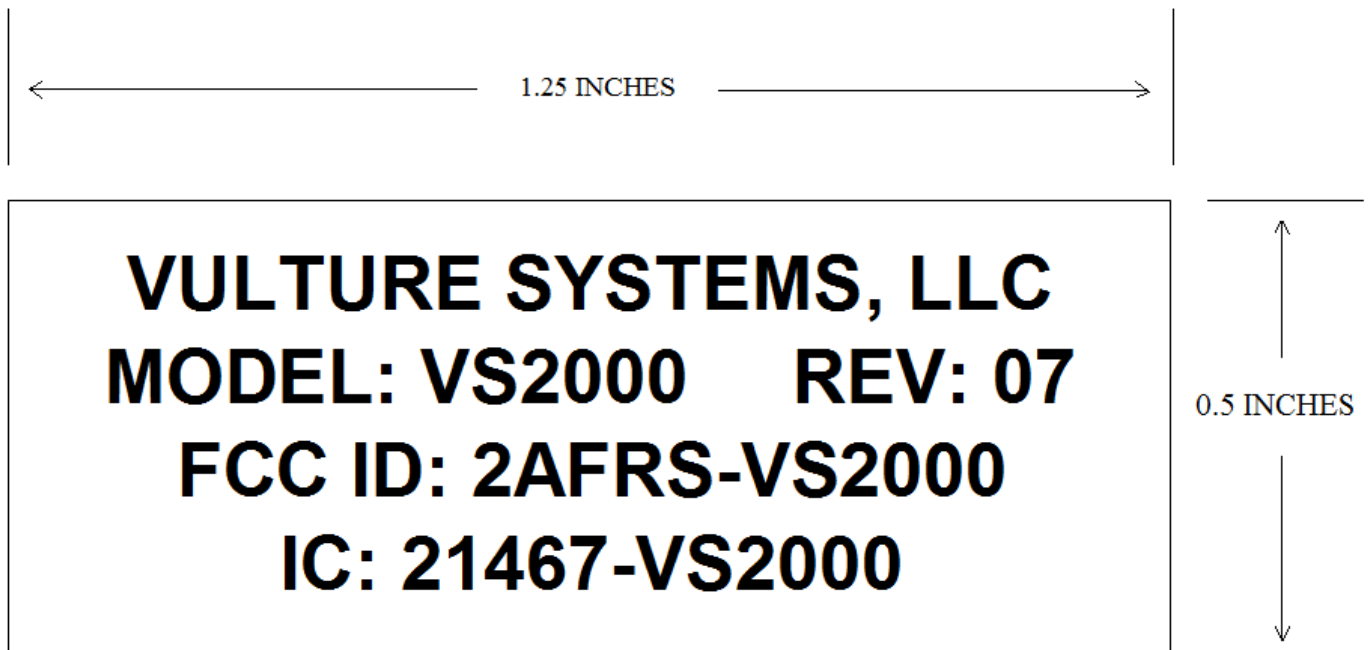 1.25 INCHES
VULTURE SYSTEMS, LLC
MODEL: VS2000 REV: 07
0.5 INCHES
FCC ID: 2AFRS-VS2000
IC: 21467-VS2000